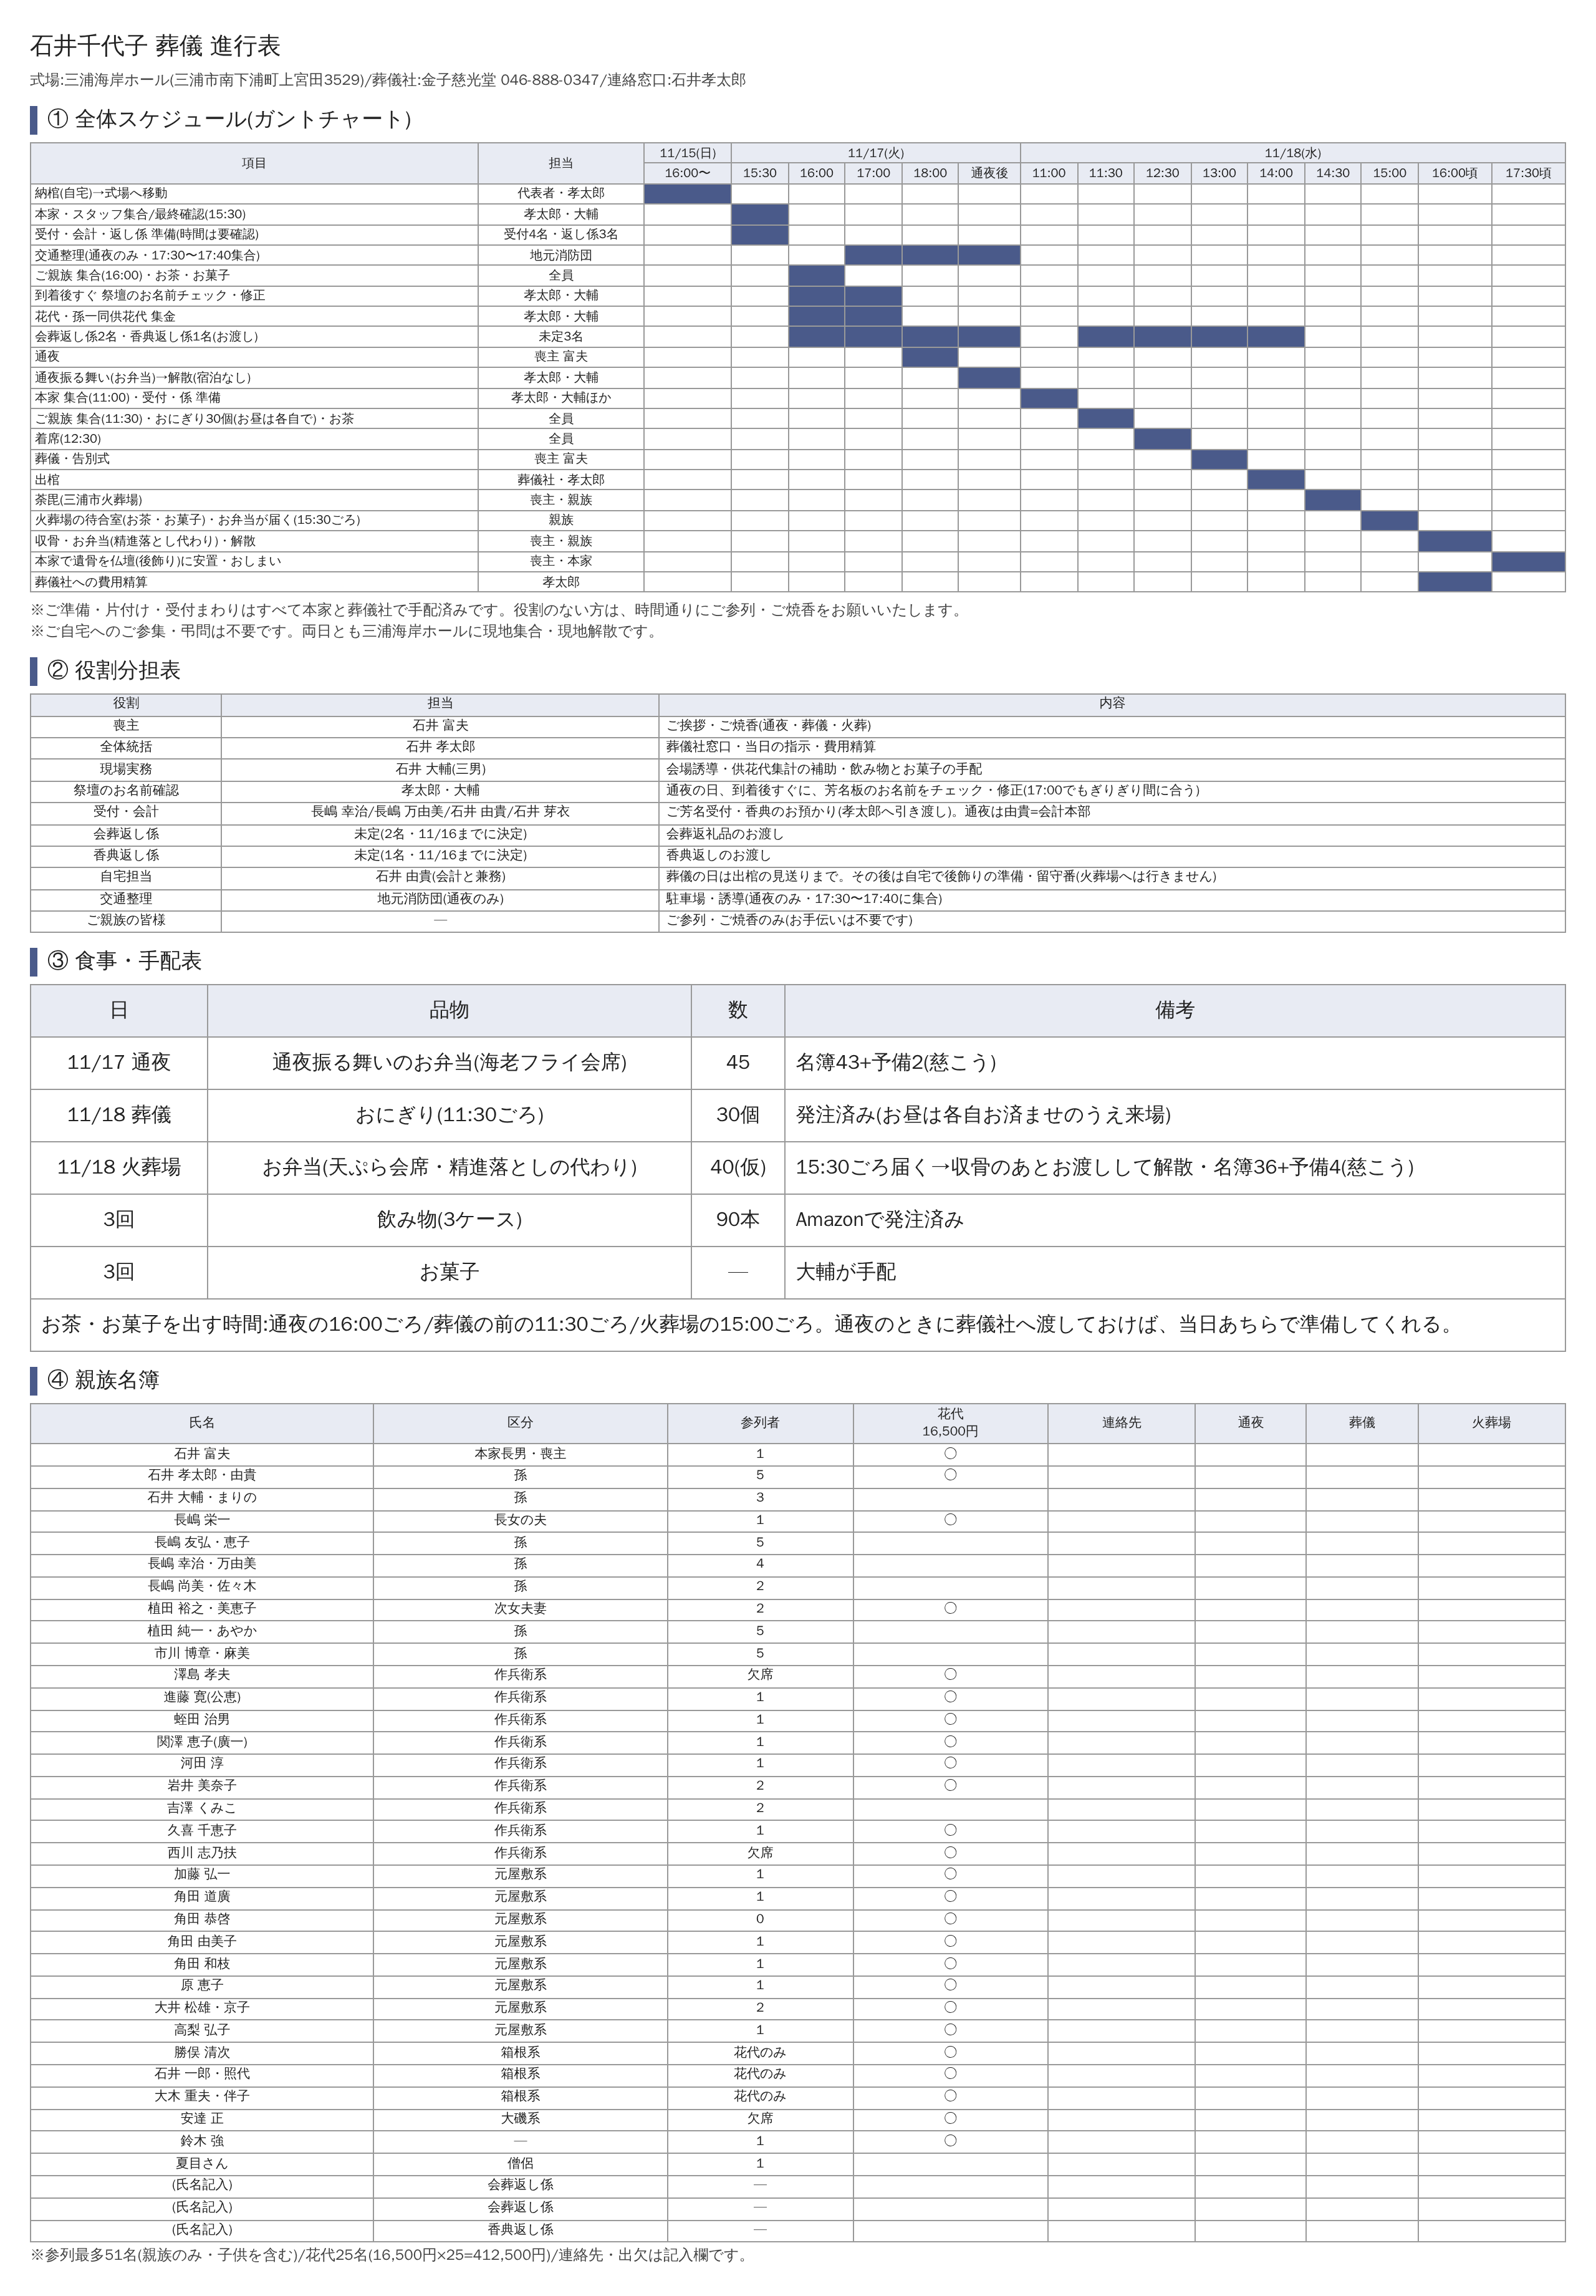 石井千代子 葬儀 進行表
式場:三浦海岸ホール(三浦市南下浦町上宮田3529)/葬儀社:金子慈光堂 046-888-0347/連絡窓口:石井孝太郎
① 全体スケジュール(ガントチャート)
項目 担当 11/15(日) 11/17(火) 11/18(水)
16:00〜 15:30 16:00 17:00 18:00 通夜後 11:00 11:30 12:30 13:00 14:00 14:30 15:00 16:00頃 17:30頃
納棺(自宅)→式場へ移動 代表者・孝太郎
本家・スタッフ集合/最終確認(15:30) 孝太郎・大輔
受付・会計・返し係 準備(時間は要確認) 受付4名・返し係3名
交通整理(通夜のみ・17:30〜17:40集合) 地元消防団
ご親族 集合(16:00)・お茶・お菓子 全員
到着後すぐ 祭壇のお名前チェック・修正 孝太郎・大輔
花代・孫一同供花代 集金 孝太郎・大輔
会葬返し係2名・香典返し係1名(お渡し) 未定3名
通夜 喪主 富夫
通夜振る舞い(お弁当)→解散(宿泊なし) 孝太郎・大輔
本家 集合(11:00)・受付・係 準備 孝太郎・大輔ほか
ご親族 集合(11:30)・おにぎり30個(お昼は各自で)・お茶 全員
着席(12:30) 全員
葬儀・告別式 喪主 富夫
出棺 葬儀社・孝太郎
荼毘(三浦市火葬場) 喪主・親族
火葬場の待合室(お茶・お菓子)・お弁当が届く(15:30ごろ) 親族
収骨・お弁当(精進落とし代わり)・解散 喪主・親族
本家で遺骨を仏壇(後飾り)に安置・おしまい 喪主・本家
葬儀社への費用精算 孝太郎
※ご準備・片付け・受付まわりはすべて本家と葬儀社で手配済みです。役割のない方は、時間通りにご参列・ご焼香をお願いいたします。
※ご自宅へのご参集・弔問は不要です。両日とも三浦海岸ホールに現地集合・現地解散です。
② 役割分担表
役割 担当 内容
喪主 石井 富夫 ご挨拶・ご焼香(通夜・葬儀・火葬)
全体統括 石井 孝太郎 葬儀社窓口・当日の指示・費用精算
現場実務 石井 大輔(三男) 会場誘導・供花代集計の補助・飲み物とお菓子の手配
祭壇のお名前確認 孝太郎・大輔 通夜の日、到着後すぐに、芳名板のお名前をチェック・修正(17:00でもぎりぎり間に合う)
受付・会計 長嶋 幸治/長嶋 万由美/石井 由貴/石井 芽衣 ご芳名受付・香典のお預かり(孝太郎へ引き渡し)。通夜は由貴=会計本部
会葬返し係 未定(2名・11/16までに決定) 会葬返礼品のお渡し
香典返し係 未定(1名・11/16までに決定) 香典返しのお渡し
自宅担当 石井 由貴(会計と兼務) 葬儀の日は出棺の見送りまで。その後は自宅で後飾りの準備・留守番(火葬場へは行きません)
交通整理 地元消防団(通夜のみ) 駐車場・誘導(通夜のみ・17:30〜17:40に集合)
ご親族の皆様 — ご参列・ご焼香のみ(お手伝いは不要です)
③ 食事・手配表
日 品物 数 備考
11/17 通夜 通夜振る舞いのお弁当(海老フライ会席) 45 名簿43+予備2(慈こう)
11/18 葬儀 おにぎり(11:30ごろ) 30個 発注済み(お昼は各自お済ませのうえ来場)
11/18 火葬場 お弁当(天ぷら会席・精進落としの代わり) 40(仮) 15:30ごろ届く→収骨のあとお渡しして解散・名簿36+予備4(慈こう)
3回 飲み物(3ケース) 90本 Amazonで発注済み
3回 お菓子 — 大輔が手配
お茶・お菓子を出す時間:通夜の16:00ごろ/葬儀の前の11:30ごろ/火葬場の15:00ごろ。通夜のときに葬儀社へ渡しておけば、当日あちらで準備してくれる。
④ 親族名簿
氏名 区分 参列者 花代 16,500円 連絡先 通夜 葬儀 火葬場
石井 富夫 本家長男・喪主 1 〇
石井 孝太郎・由貴 孫 5 〇
石井 大輔・まりの 孫 3
長嶋 栄一 長女の夫 1 〇
長嶋 友弘・恵子 孫 5
長嶋 幸治・万由美 孫 4
長嶋 尚美・佐々木 孫 2
植田 裕之・美恵子 次女夫妻 2 〇
植田 純一・あやか 孫 5
市川 博章・麻美 孫 5
澤島 孝夫 作兵衛系 欠席 〇
進藤 寛(公恵) 作兵衛系 1 〇
蛭田 治男 作兵衛系 1 〇
関澤 恵子(廣一) 作兵衛系 1 〇
河田 淳 作兵衛系 1 〇
岩井 美奈子 作兵衛系 2 〇
吉澤 くみこ 作兵衛系 2
久喜 千恵子 作兵衛系 1 〇
西川 志乃扶 作兵衛系 欠席 〇
加藤 弘一 元屋敷系 1 〇
角田 道廣 元屋敷系 1 〇
角田 恭啓 元屋敷系 0 〇
角田 由美子 元屋敷系 1 〇
角田 和枝 元屋敷系 1 〇
原 恵子 元屋敷系 1 〇
大井 松雄・京子 元屋敷系 2 〇
高梨 弘子 元屋敷系 1 〇
勝俣 清次 箱根系 花代のみ 〇
石井 一郎・照代 箱根系 花代のみ 〇
大木 重夫・伴子 箱根系 花代のみ 〇
安達 正 大磯系 欠席 〇
鈴木 強 — 1 〇
夏目さん 僧侶 1
(氏名記入) 会葬返し係 —
(氏名記入) 会葬返し係 —
(氏名記入) 香典返し係 —
※参列最多51名(親族のみ・子供を含む)/花代25名(16,500円×25=412,500円)/連絡先・出欠は記入欄です。